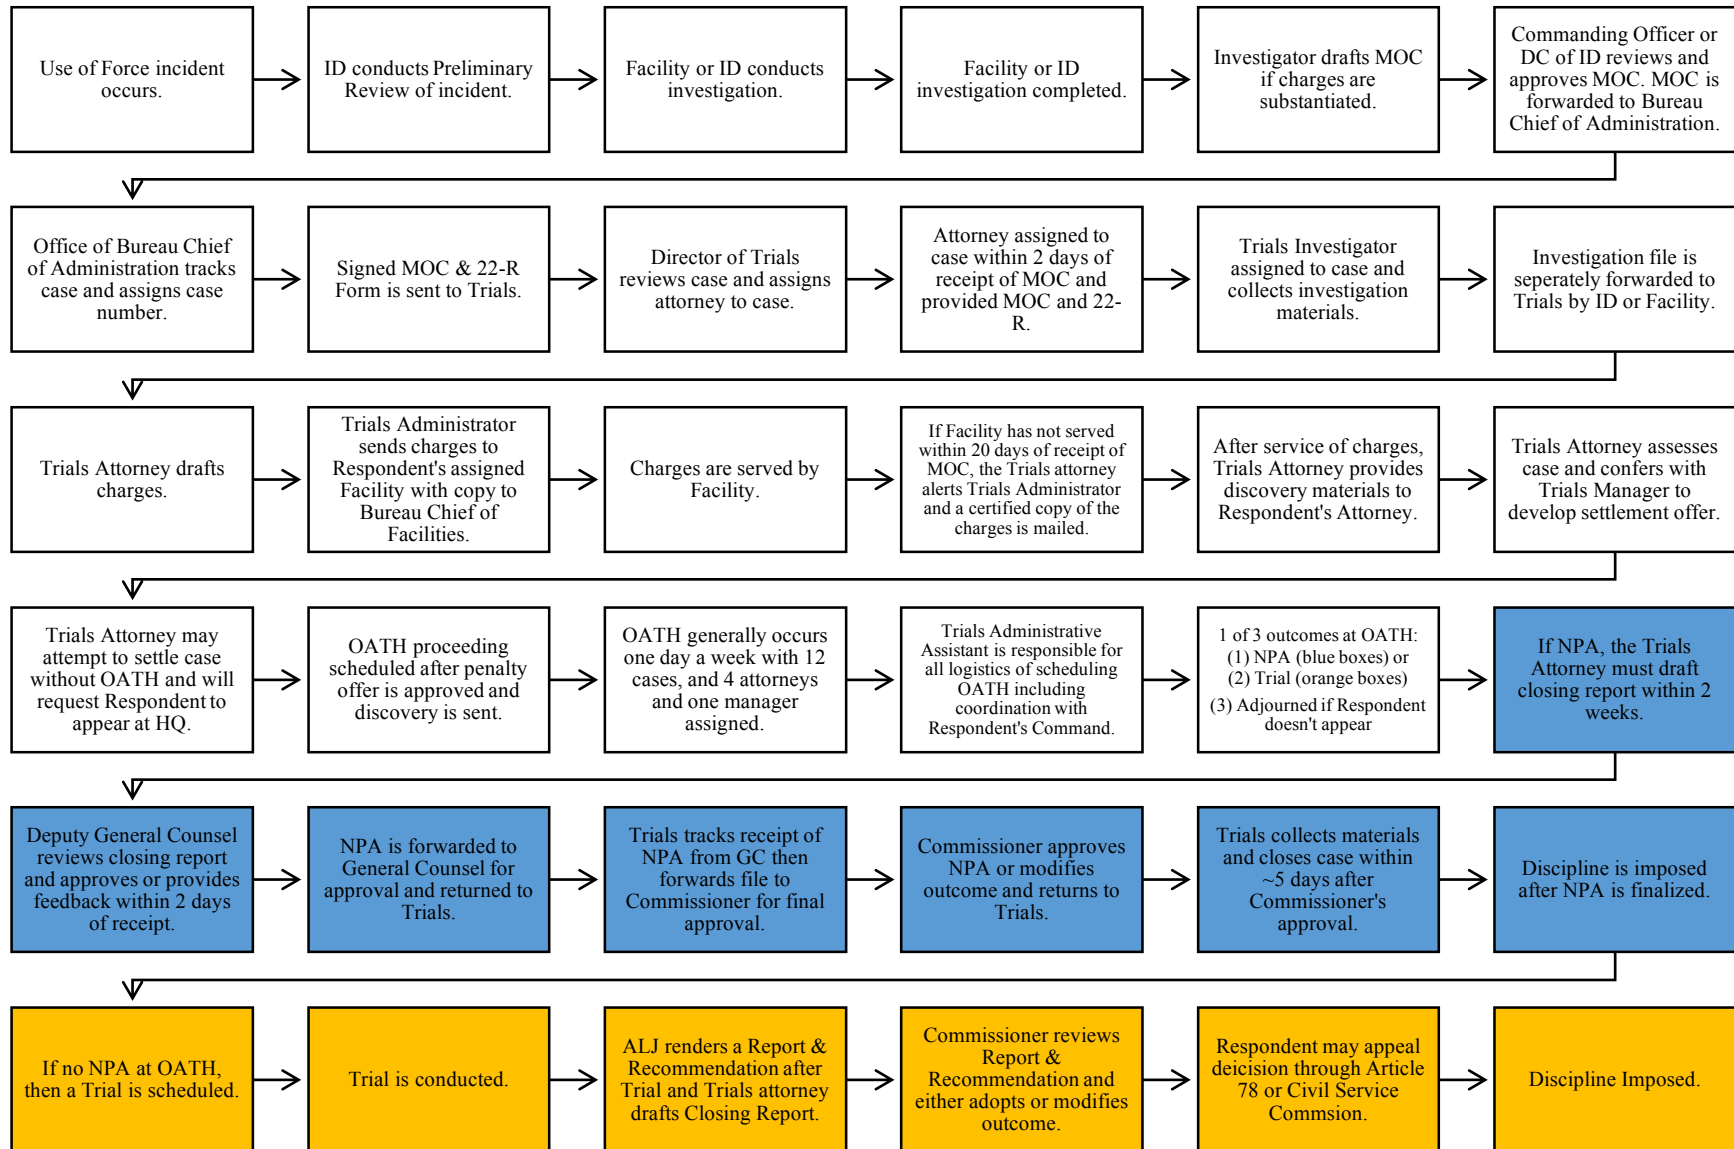 Use of Force incident
occurs.
ID conducts Preliminary
Review of incident.
Facility or ID conducts
investigation.
Facility or ID
investigation completed.
Investigator drafts MOC
if charges are
substantiated.
Commanding Officer or
DC of ID reviews and
approves MOC. MOC is
forwarded to Bureau
Chief of Administration.
Office of Bureau Chief
of Administration tracks
case and assigns case
number.
Signed MOC & 22-R
Form is sent to Trials.
Director of Trials
reviews case and assigns
attorney to case.
Attorney assigned to
case within 2 days of
receipt of MOC and
provided MOC and 22-
R.
Trials Investigator
assigned to case and
collects investigation
materials.
Investigation file is
seperately forwarded to
Trials by ID or Facility.
Trials Attorney drafts
charges.
Trials Administrator
sends charges to
Respondent's assigned
Facility with copy to
Bureau Chief of
Facilities.
Charges are served by
Facility.
If Facility has not served
within 20 days of receipt of
MOC, the Trials attorney
alerts Trials Administrator
and a certified copy of the
charges is mailed.
After service of charges,
Trials Attorney provides
discovery materials to
Respondent's Attorney.
Trials Attorney assesses
case and confers with
Trials Manager to
develop settlement offer.
Trials Attorney may
attempt to settle case
without OATH and will
request Respondent to
appear at HQ.
OATH proceeding
scheduled after penalty
offer is approved and
discovery is sent.
OATH generally occurs
one day a week with 12
cases, and 4 attorneys
and one manager
assigned.
Trials Administrative
Assistant is responsible for
all logistics of scheduling
OATH including
coordination with
Respondent's Command.
1 of 3 outcomes at OATH:
(1) NPA (blue boxes) or
(2) Trial (orange boxes)
(3) Adjourned if Respondent
doesn't appear
If NPA, the Trials
Attorney must draft
closing report within 2
weeks.
Deputy General Counsel
reviews closing report
and approves or provides
feedback within 2 days
of receipt.
NPA is forwarded to
General Counsel for
approval and returned to
Trials.
Trials tracks receipt of
NPA from GC then
forwards file to
Commissioner for final
approval.
Commissioner approves
NPA or modifies
outcome and returns to
Trials.
Trials collects materials
and closes case within
~5 days after
Commissioner's
approval.
Discipline is imposed
after NPA is finalized.
If no NPA at OATH,
then a Trial is scheduled.
Trial is conducted.
ALJ renders a Report &
Recommendation after
Trial and Trials attorney
drafts Closing Report.
Commissioner reviews
Report &
Recommendation and
either adopts or modifies
outcome.
Respondent may appeal
deicision through Article
78 or Civil Service
Commsion.
Discipline Imposed.